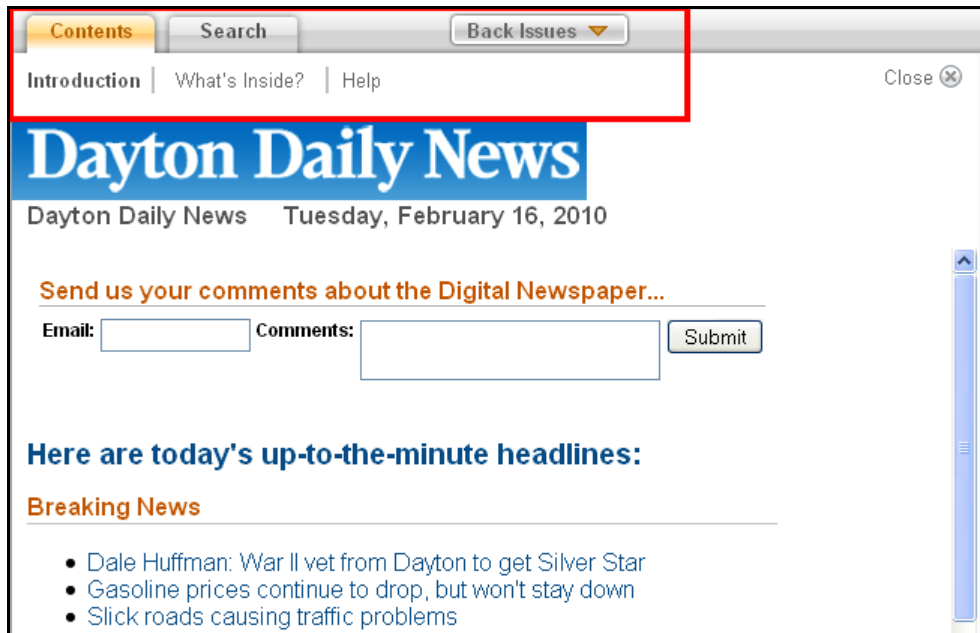 Contents Search Back Issues
Introduction What's Inside? Help Close
Dayton Daily News
Dayton Daily News Tuesday, February 16, 2010
Send us your comments about the Digital Newspaper...
Email: Comments: Submit
Here are today's up-to-the-minute headlines:
Breaking News
Dale Huffman: War II vet from Dayton to get Silver Star
Gasoline prices continue to drop, but won't stay down
Slick roads causing traffic problems